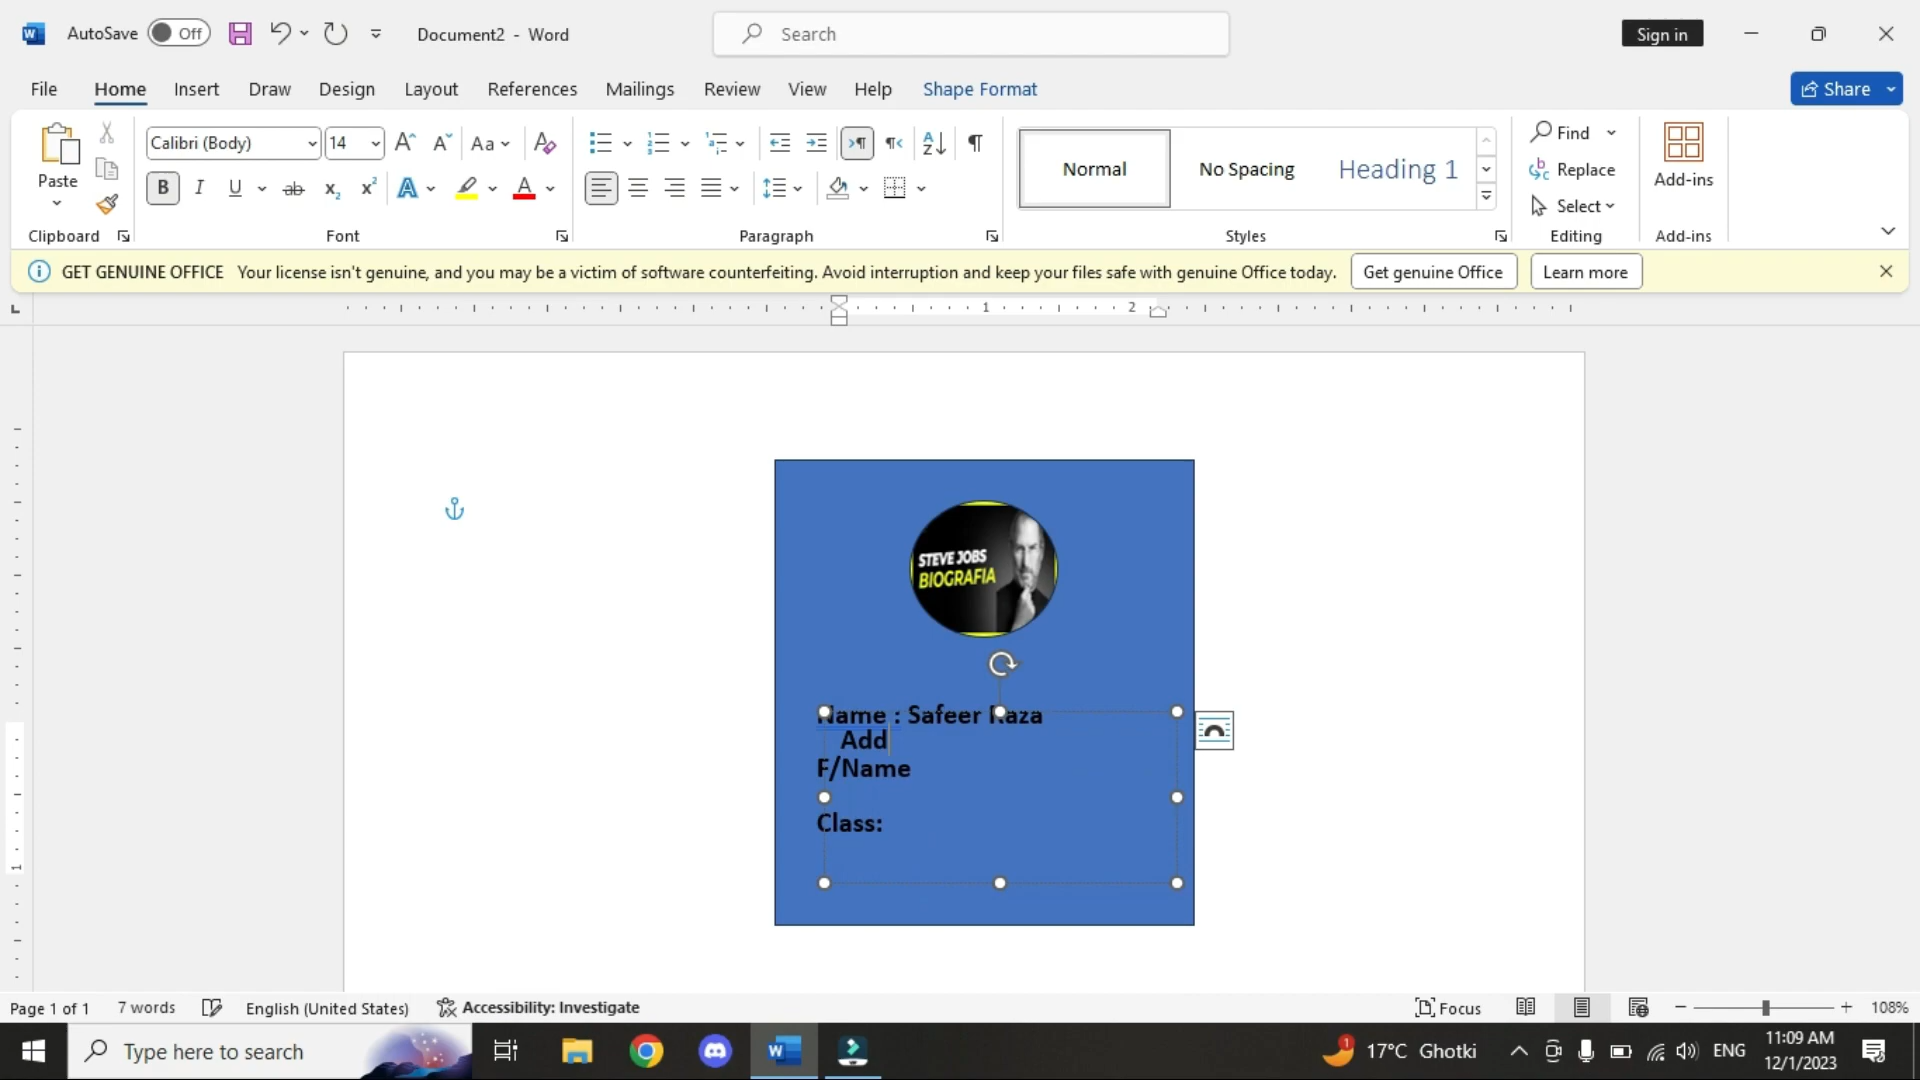 AutoSave Off Document2 - Word Search Sign in
File Home Insert Draw Design Layout References Mailings Review View Help Shape Format Share
Paste Calibri (Body) 14 Aa Normal No Spacing Heading 1 Find Replace Select Add-ins
Clipboard Font Paragraph Styles Editing Add-ins
GET GENUINE OFFICE Your license isn't genuine, and you may be a victim of software counterfeiting. Avoid interruption and keep your files safe with genuine Office today. Get genuine Office Learn more
1 2
STEVE JOBS
BIOGRAFIA
Name : Safeer Raza
Add
F/Name
Class:
Page 1 of 1 7 words English (United States) Accessibility: Investigate Focus 108%
Type here to search 17°C Ghotki ENG 11:09 AM
12/1/2023